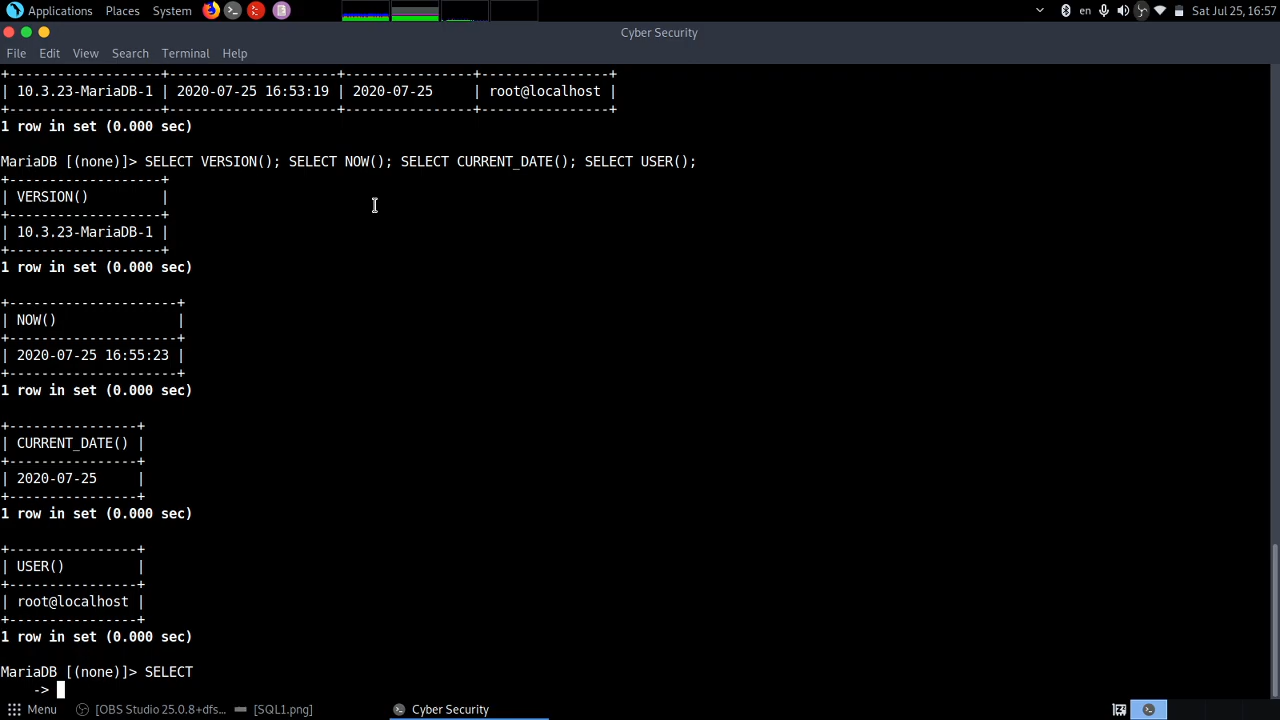 Applications Places System en Sat Jul 25, 16:57
Cyber Security
File Edit View Search Terminal Help
+-------------------+---------------------+----------------+----------------+
| 10.3.23-MariaDB-1 | 2020-07-25 16:53:19 | 2020-07-25     | root@localhost |
+-------------------+---------------------+----------------+----------------+
1 row in set (0.000 sec)
MariaDB [(none)]> SELECT VERSION(); SELECT NOW(); SELECT CURRENT_DATE(); SELECT USER();
+-------------------+
| VERSION()         |
+-------------------+
| 10.3.23-MariaDB-1 |
+-------------------+
1 row in set (0.000 sec)
+---------------------+
| NOW()               |
+---------------------+
| 2020-07-25 16:55:23 |
+---------------------+
1 row in set (0.000 sec)
+----------------+
| CURRENT_DATE() |
+----------------+
| 2020-07-25     |
+----------------+
1 row in set (0.000 sec)
+----------------+
| USER()         |
+----------------+
| root@localhost |
+----------------+
1 row in set (0.000 sec)
MariaDB [(none)]> SELECT
    ->
Menu [OBS Studio 25.0.8+dfs... [SQL1.png] Cyber Security